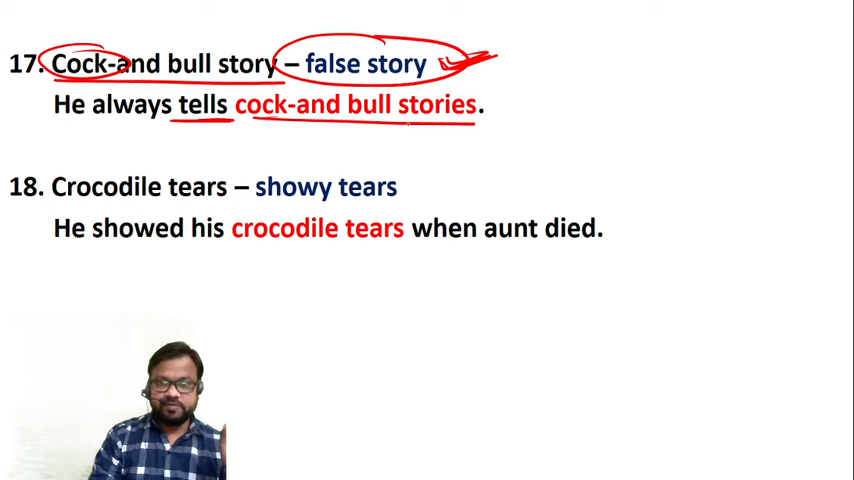 17. Cock-and bull story – false story
He always tells cock-and bull stories.
18. Crocodile tears – showy tears
He showed his crocodile tears when aunt died.